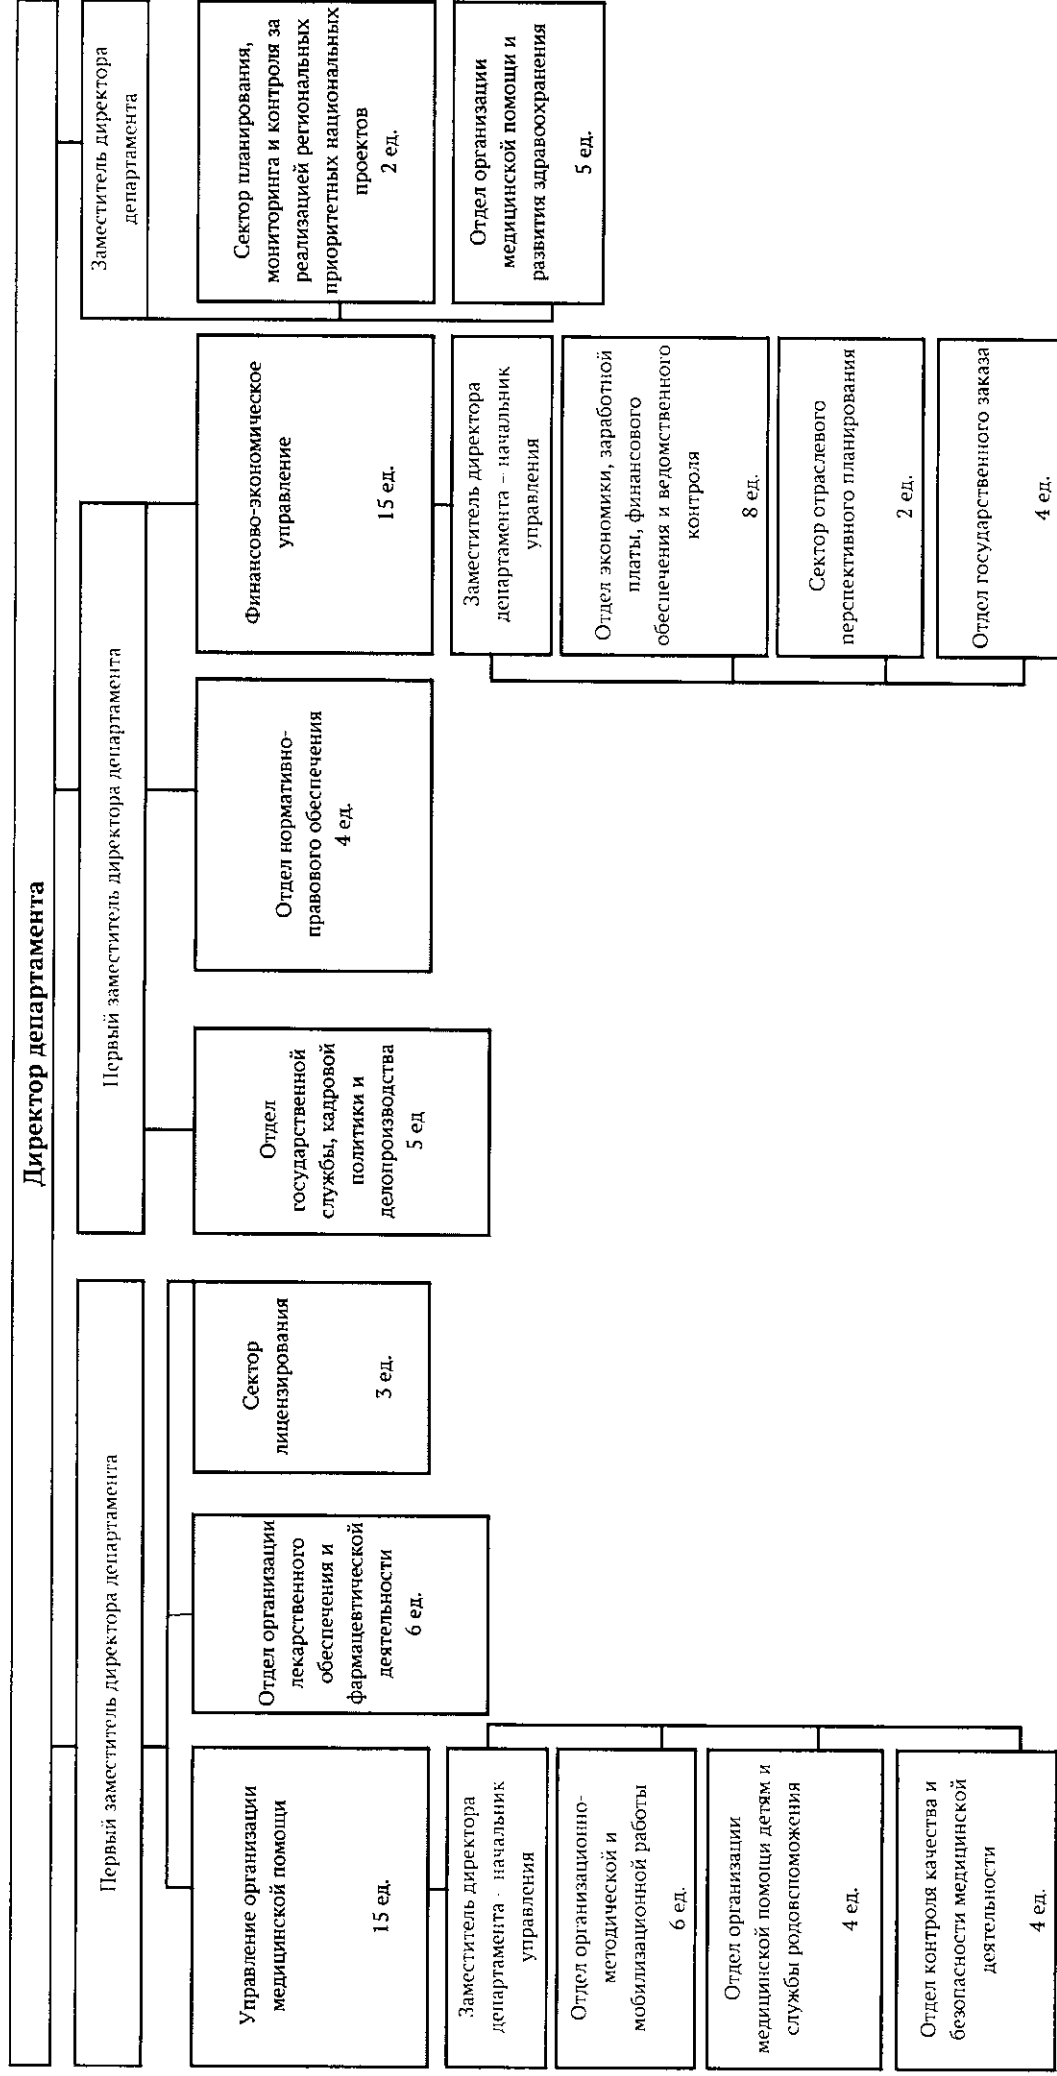 Директор департамента
Первый заместитель директора департамента
Первый заместитель директора департамента
Заместитель директора
департамента
Управление организации
медицинской помощи
15 ед.
Отдел организации
лекарственного
обеспечения и
фармацевтической
деятельности
6 ед.
Сектор
лицензирования
3 ед.
Отдел
государственной
службы, кадровой
политики и
делопроизводства
5 ед
Отдел нормативно-
правового обеспечения
4 ед.
Финансово-экономическое
управление
15 ед.
Сектор планирования,
мониторинга и контроля за
реализацией региональных
приоритетных национальных
проектов
2 ед.
Заместитель директора
департамента - начальник
управления
Отдел организационно-
методической и
мобилизационной работы
6 ед.
Отдел организации
медицинской помощи детям и
службы родовспоможения
4 ед.
Отдел контроля качества и
безопасности медицинской
деятельности
4 ед.
Заместитель директора
департамента – начальник
управления
Отдел экономики, заработной
платы, финансового
обеспечения и ведомственного
контроля
8 ед.
Сектор отраслевого
перспективного планирования
2 ед.
Отдел государственного заказа
4 ед.
Отдел организации
медицинской помощи и
развития здравоохранения
5 ед.